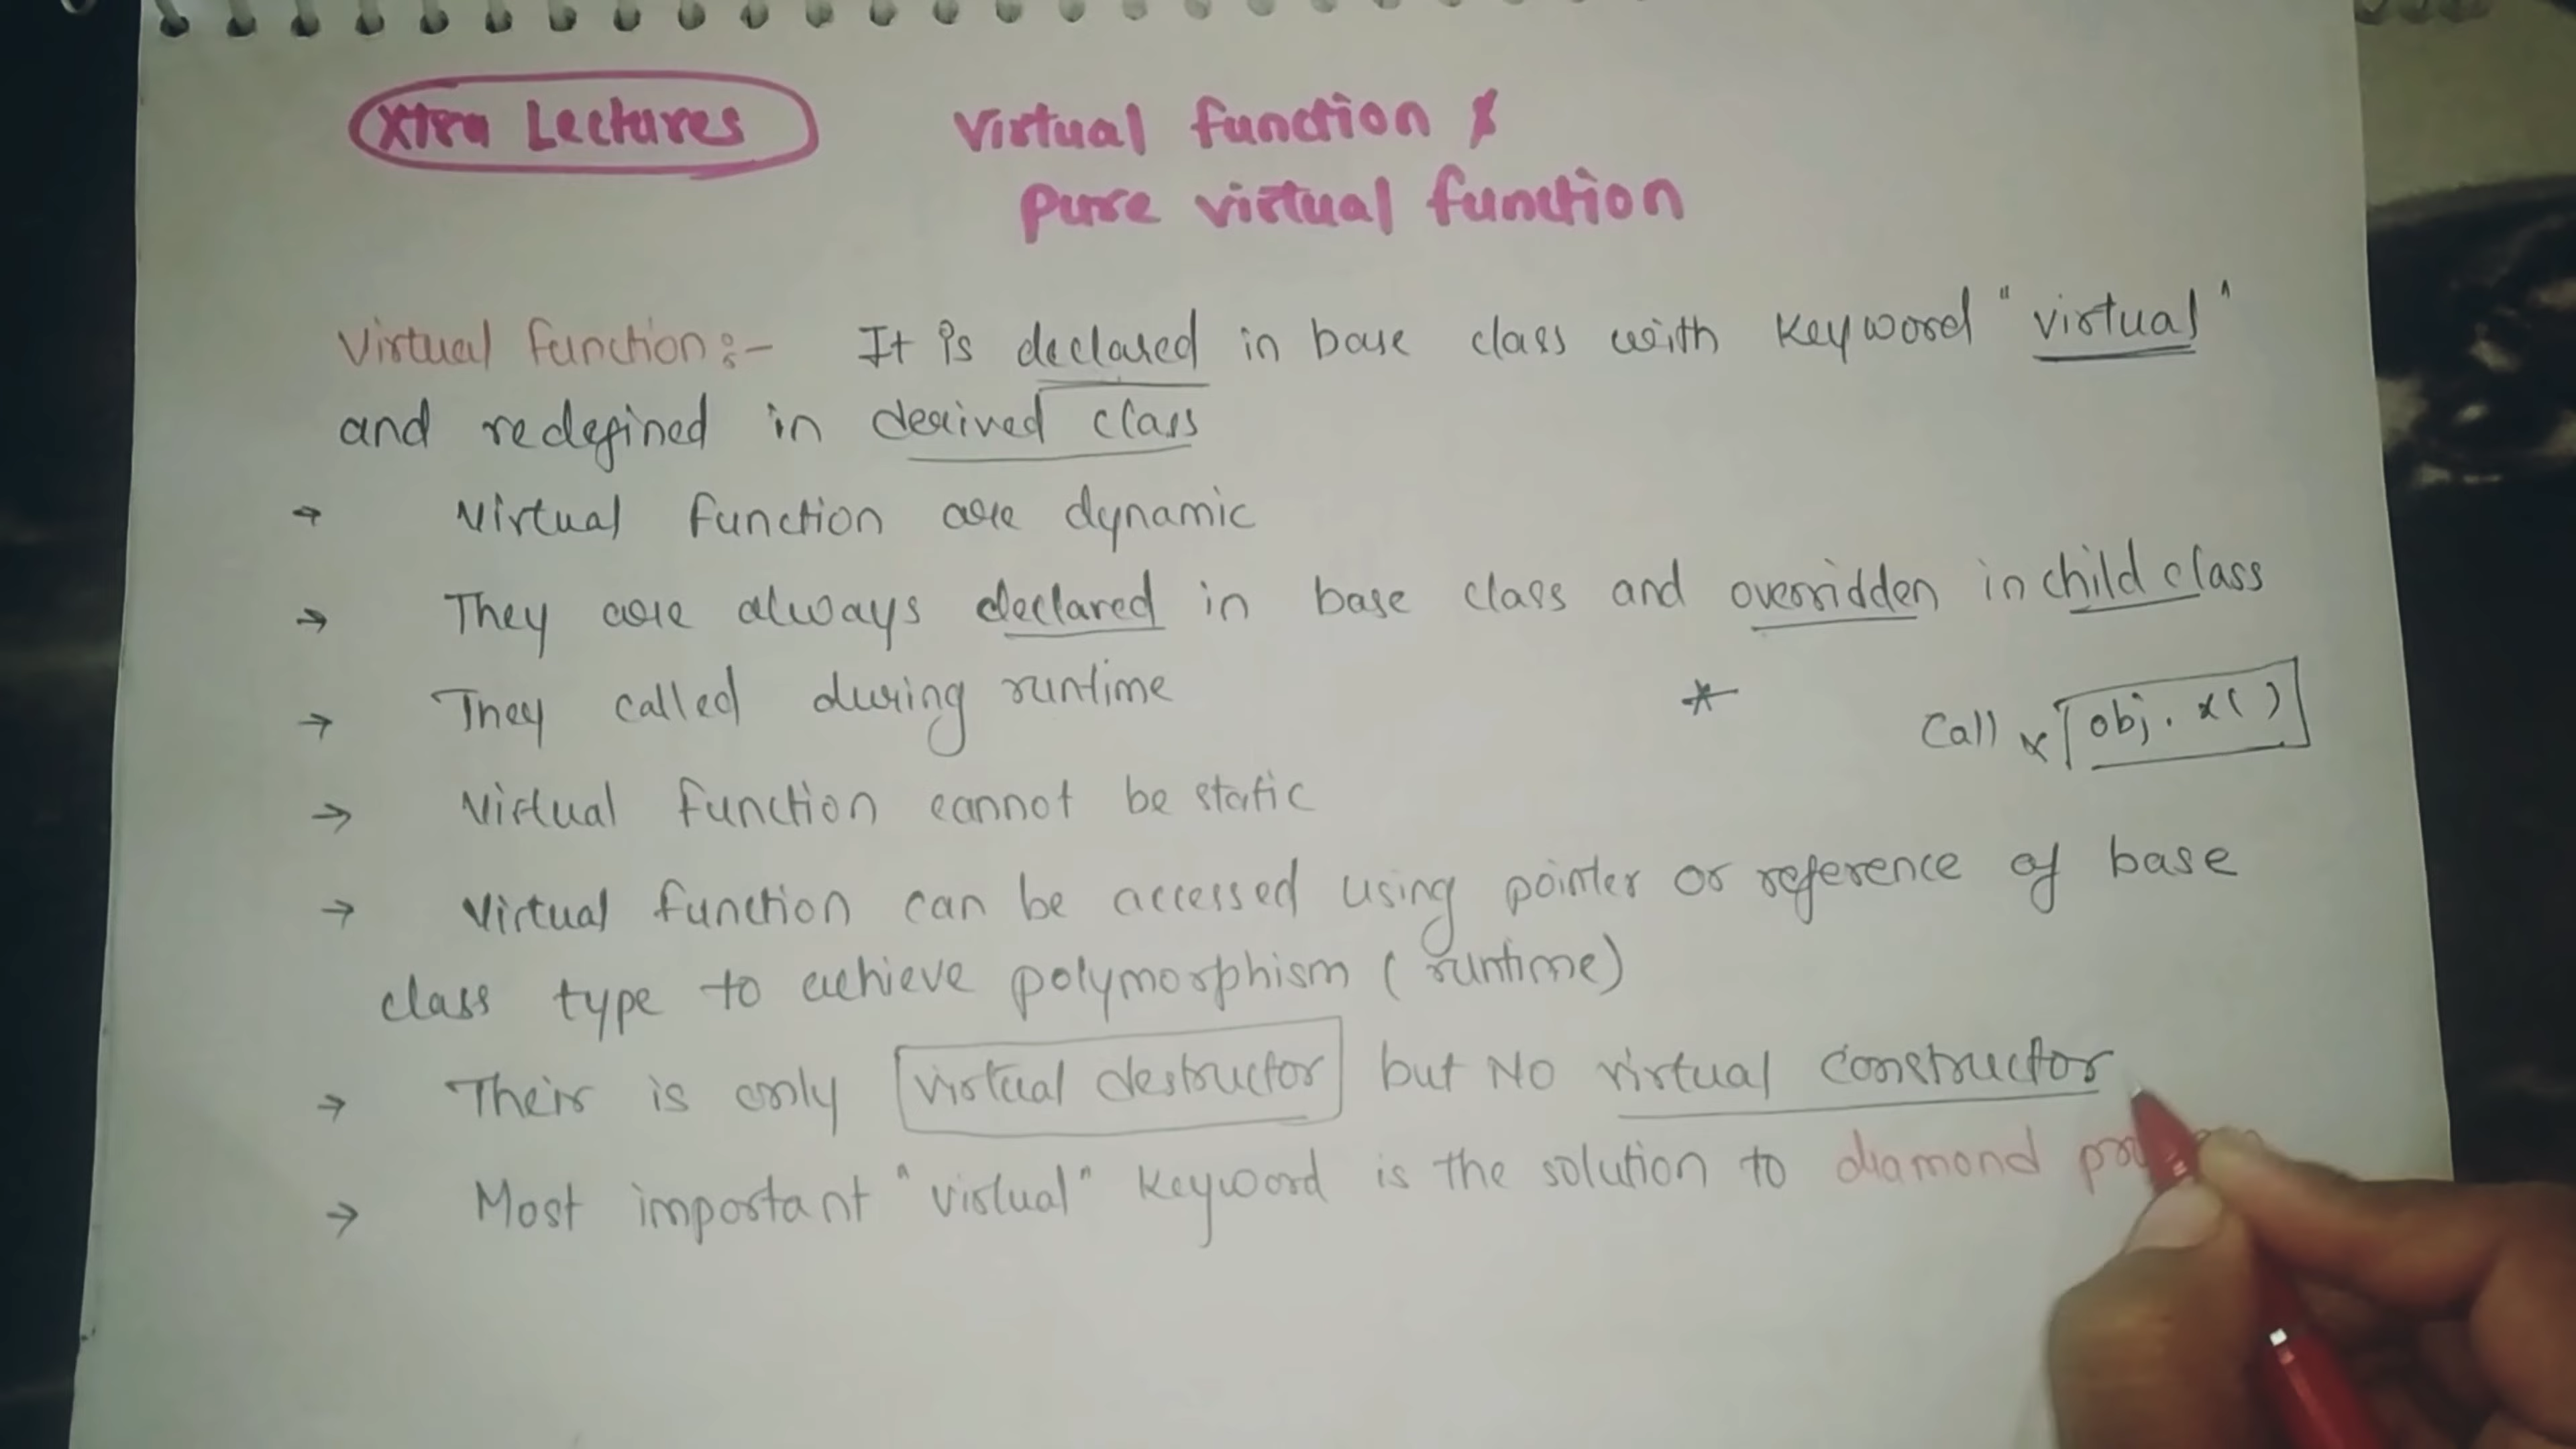 Xtra Lectures
Virtual function &
pure virtual function
Virtual function :- It is declared in base class with keyword "virtual"
and redefined in derived class
→ Virtual function are dynamic
→ They are always declared in base class and overridden in child class
→ They called during runtime
* Call x obj. x()
→ Virtual function cannot be static
→ Virtual function can be accessed using pointer or reference of base
class type to achieve polymorphism (runtime)
→ Their is only virtual destructor but NO virtual constructor
→ Most important "virtual" keyword is the solution to diamond